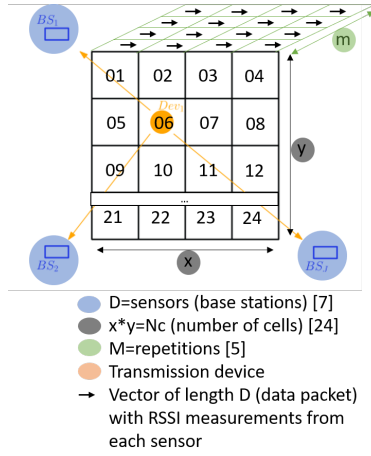 BS₁
m
01 02 03 04
Dev₁
05 06 07 08
y
09 10 11 12
...
21 22 23 24
x
BS₂
BS_J
D=sensors (base stations) [7]
x*y=Nc (number of cells) [24]
M=repetitions [5]
Transmission device
Vector of length D (data packet)
with RSSI measurements from
each sensor